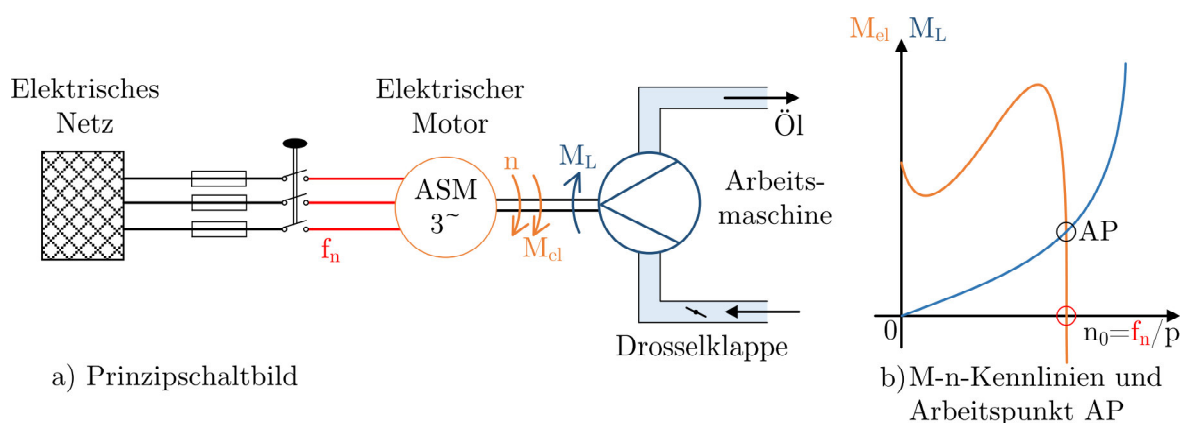 Elektrisches
Netz
f_n
Elektrischer
Motor
ASM
3~
n
M_el
M_L
Öl
Arbeits-
maschine
Drosselklappe
a) Prinzipschaltbild
M_el M_L
AP
0
n_0=f_n/p
b) M-n-Kennlinien und
Arbeitspunkt AP